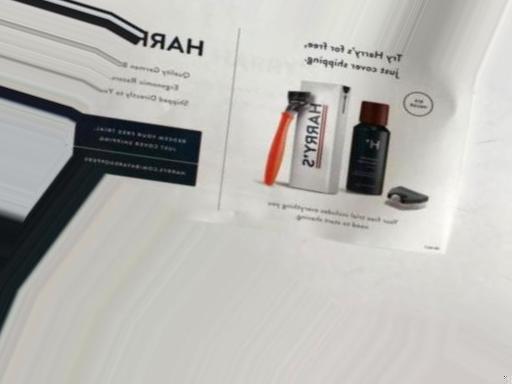 Try Harry's for free,
just cover shipping.
HARRY'S
H'
Your free trial includes everything you
need to start shaving.
HARR
Quality German
Ergonomic Razors.
Shipped Directly to
REDEEM YOUR FREE TRIAL,
JUST COVER SHIPPING.